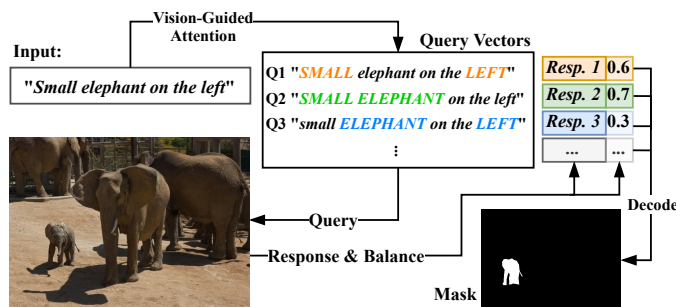 Vision-Guided
Attention
Input:
"Small elephant on the left"
Query Vectors
Q1 "SMALL elephant on the LEFT"
Q2 "SMALL ELEPHANT on the left"
Q3 "small ELEPHANT on the LEFT"
...
Resp. 1 0.6
Resp. 2 0.7
Resp. 3 0.3
... ...
Query
Response & Balance
Decode
Mask